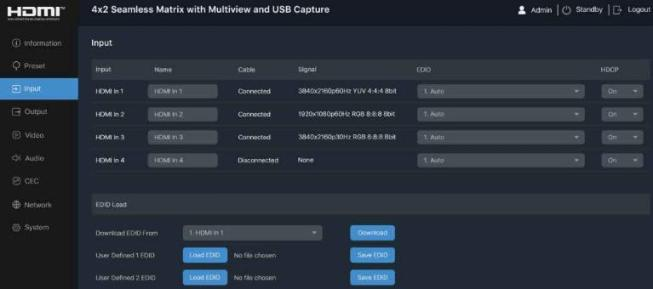 HDMI™
4x2 Seamless Matrix with Multiview and USB Capture
Admin | Standby | Logout
Information
Preset
Input
Output
Video
Audio
CEC
Network
System
Input
Input Name Cable Signal EDID HDCP
HDMI In 1 HDMI In 1 Connected 3840x2160p60Hz YUV 4:4:4 8bit 1. Auto On
HDMI In 2 HDMI In 2 Connected 1920x1080p60Hz RGB 8:8:8 8bit 1. Auto On
HDMI In 3 HDMI In 3 Connected 3840x2160p30Hz RGB 8:8:8 8bit 1. Auto On
HDMI In 4 HDMI In 4 Disconnected None 1. Auto On
EDID Load
Download EDID From 1. HDMI In 1 Download
User Defined 1 EDID Load EDID No file chosen Save EDID
User Defined 2 EDID Load EDID No file chosen Save EDID